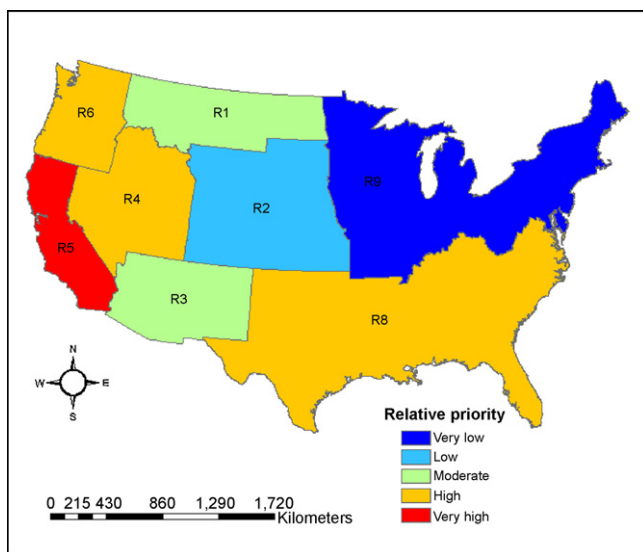 R6
R1
R9
R4
R2
R5
R3
R8
N
W E
S
Relative priority
Very low
Low
Moderate
High
Very high
0 215 430 860 1,290 1,720
Kilometers